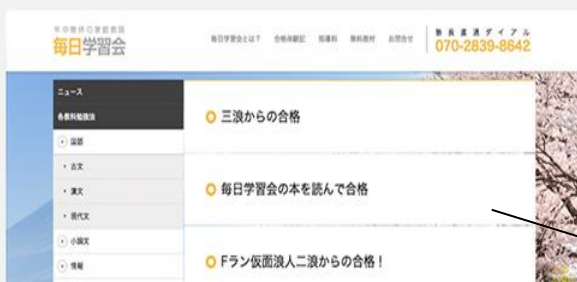 年中無休の家庭教師
毎日学習会
毎日学習会とは？ 合格体験記 指導料 無料教材 お問合せ
塾長直通ダイアル
070-2839-8642
ニュース
各教科勉強法
国語
古文
漢文
現代文
小論文
情報
三浪からの合格
毎日学習会の本を読んで合格
Fラン仮面浪人二浪からの合格！